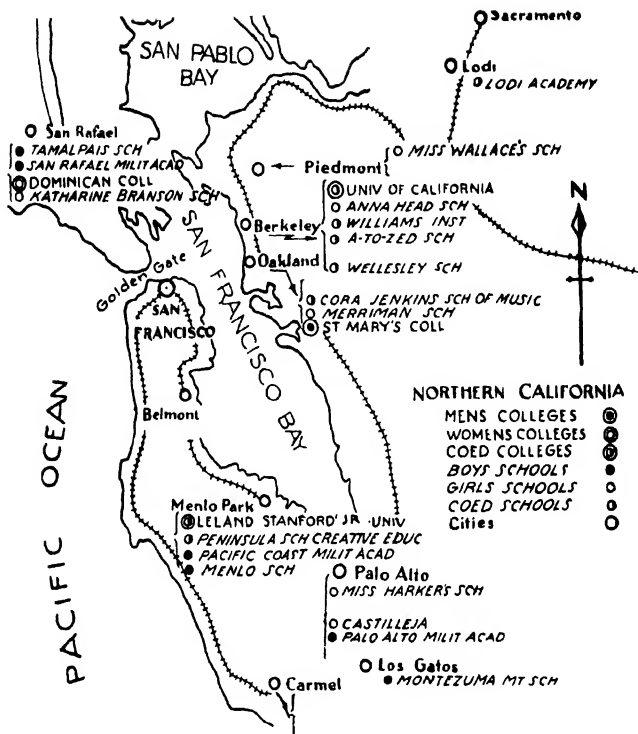 Sacramento
Lodi
LODI ACADEMY
SAN PABLO
BAY
San Rafael
TAMALPAIS SCH
SAN RAFAEL MILIT ACAD
DOMINICAN COLL
KATHARINE BRANSON SCH
Piedmont
MISS WALLACE'S SCH
Berkeley
UNIV OF CALIFORNIA
ANNA HEAD SCH
WILLIAMS INST
A-TO-ZED SCH
Oakland
WELLESLEY SCH
N
Golden Gate
SAN
FRANCISCO
SAN FRANCISCO BAY
CORA JENKINS SCH OF MUSIC
MERRIMAN SCH
ST MARY'S COLL
Belmont
PACIFIC OCEAN
NORTHERN CALIFORNIA
MENS COLLEGES
WOMENS COLLEGES
COED COLLEGES
BOYS SCHOOLS
GIRLS SCHOOLS
COED SCHOOLS
Cities
Menlo Park
LELAND STANFORD JR UNIV
PENINSULA SCH CREATIVE EDUC
PACIFIC COAST MILIT ACAD
MENLO SCH
Palo Alto
MISS HARKER'S SCH
CASTILLEJA
PALO ALTO MILIT ACAD
Los Gatos
MONTEZUMA MT SCH
Carmel